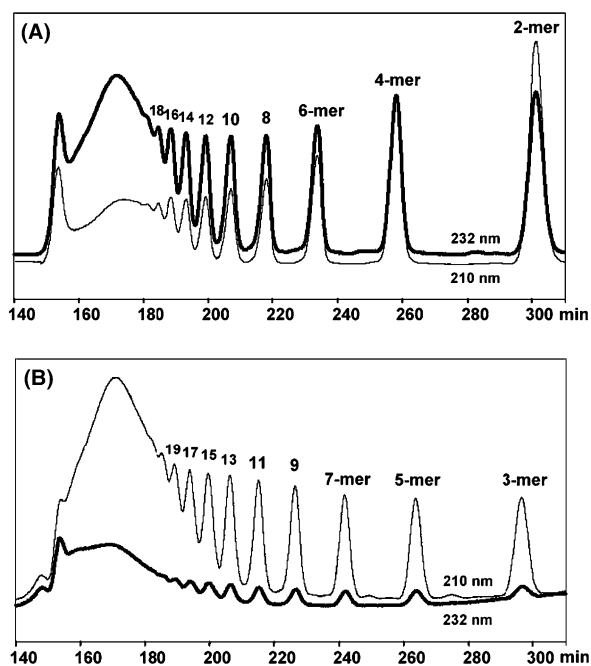 (A)
2-mer
4-mer
6-mer
18 16 14 12 10 8
232 nm
210 nm
140 160 180 200 220 240 260 280 300 min
(B)
19 17 15 13 11 9
7-mer 5-mer 3-mer
210 nm
232 nm
140 160 180 200 220 240 260 280 300 min